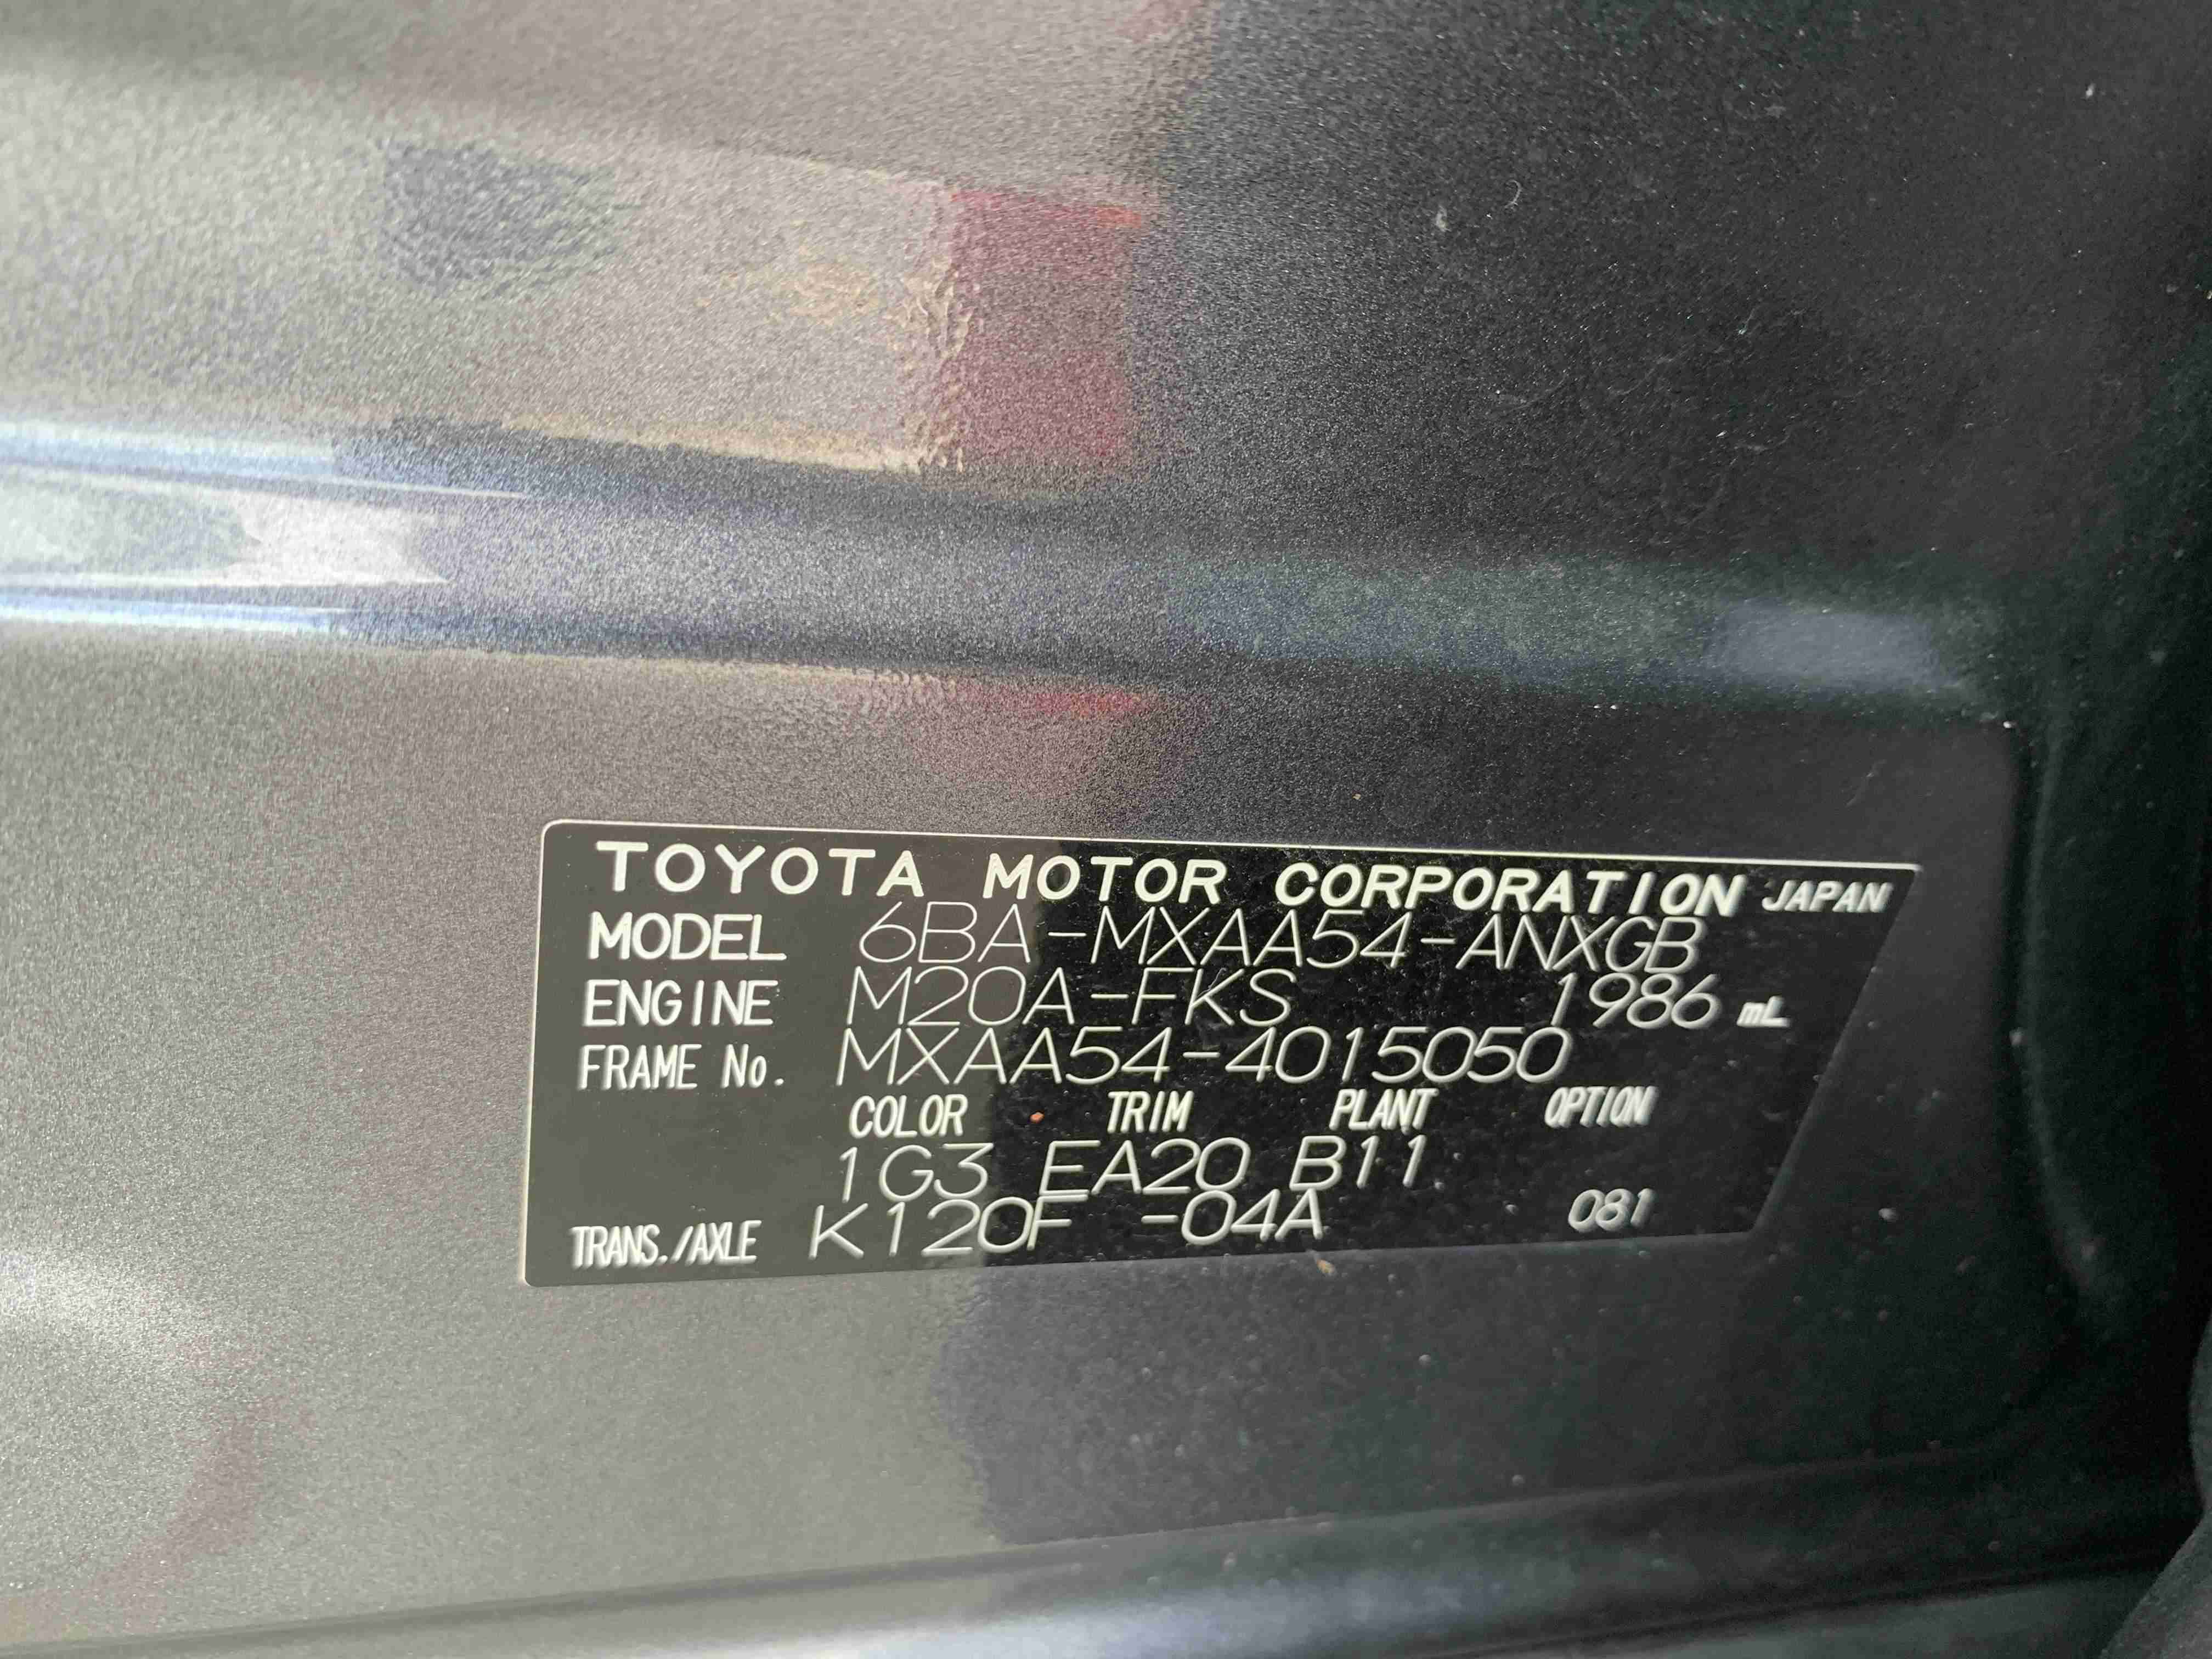 TOYOTA MOTOR CORPORATION JAPAN
MODEL 6BA-MXAA54-ANXGB
ENGINE M20A-FKS 1986 mL
FRAME No. MXAA54-4015050
COLOR TRIM PLANT OPTION
1G3 EA20 B11
TRANS./AXLE K120F -04A 081